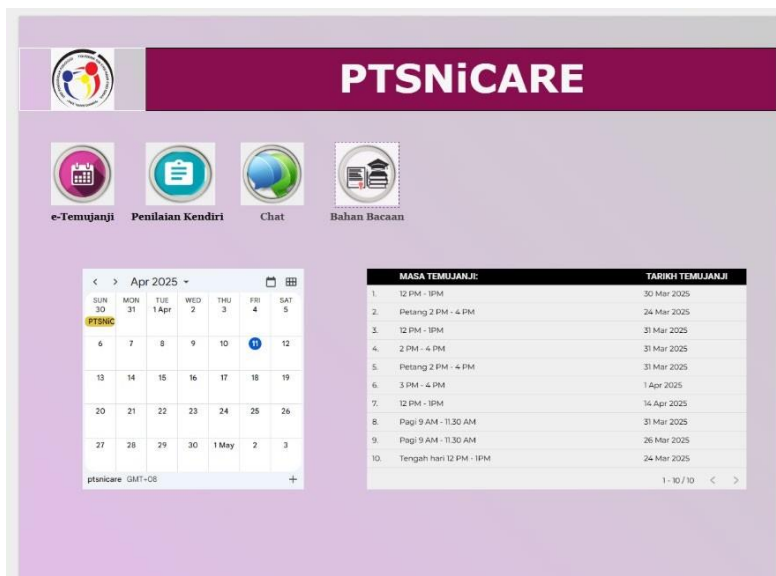 PTSNiCARE
e-Temujanji Penilaian Kendiri Chat Bahan Bacaan
Apr 2025
SUN MON TUE WED THU FRI SAT
30 31 1 Apr 2 3 4 5
PTSNiC
6 7 8 9 10 11 12
13 14 15 16 17 18 19
20 21 22 23 24 25 26
27 28 29 30 1 May 2 3
ptsnicare GMT+08
MASA TEMUJANJI: TARIKH TEMUJANJI
1. 12 PM - 1PM 30 Mar 2025
2. Petang 2 PM - 4 PM 24 Mar 2025
3. 12 PM - 1PM 31 Mar 2025
4. 2 PM - 4 PM 31 Mar 2025
5. Petang 2 PM - 4 PM 31 Mar 2025
6. 3 PM - 4 PM 1 Apr 2025
7. 12 PM - 1PM 14 Apr 2025
8. Pagi 9 AM - 11.30 AM 31 Mar 2025
9. Pagi 9 AM - 11.30 AM 26 Mar 2025
10. Tengah hari 12 PM - 1PM 24 Mar 2025
1 - 10 / 10